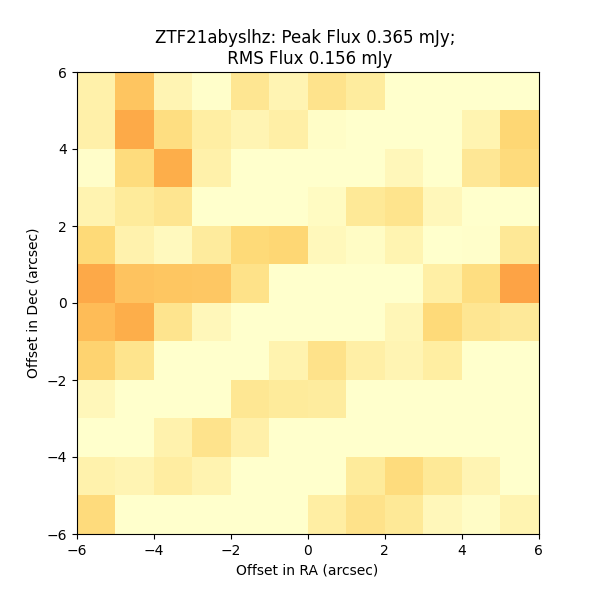 ZTF21abyslhz: Peak Flux 0.365 mJy;
RMS Flux 0.156 mJy
6
4
2
0
−2
−4
−6
Offset in Dec (arcsec)
−6 −4 −2 0 2 4 6
Offset in RA (arcsec)